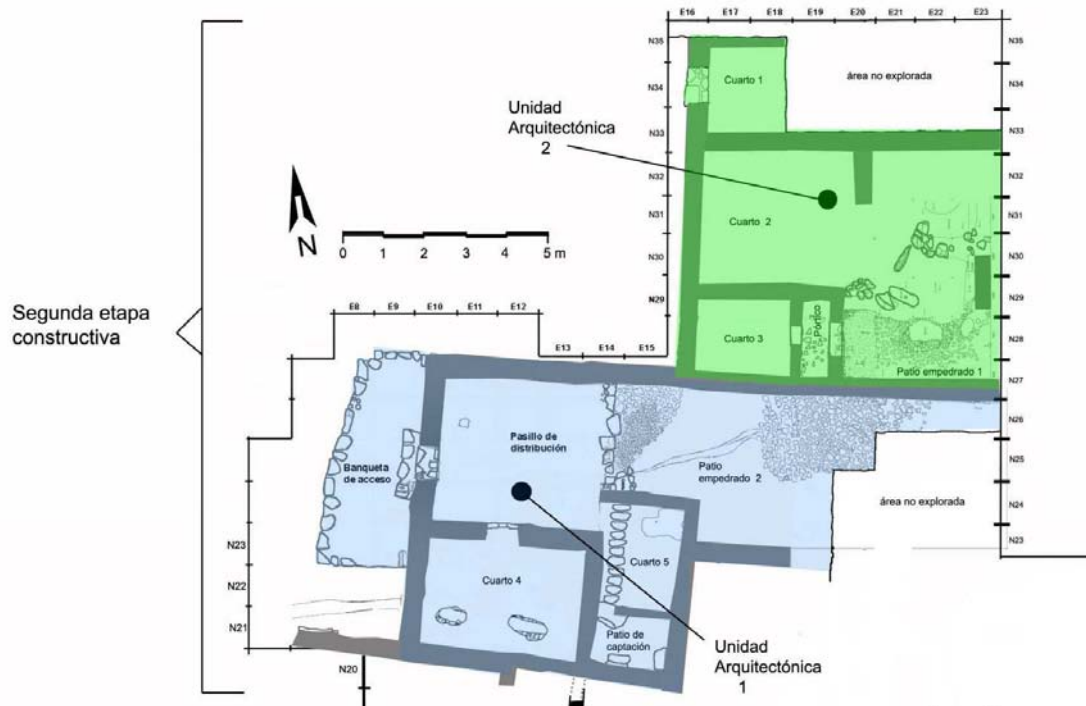 E16 E17 E18 E19 E20 E21 E22 E23
N35
N34
N33
N32
N31
N30
N29
Cuarto 1
área no explorada
N35
N34
N33
N32
N31
N30
N29
N28
N27
N26
N25
N24
N23
Unidad
Arquitectónica
2
Cuarto 2
N
0 1 2 3 4 5 m
Segunda etapa
constructiva
E8 E9 E10 E11 E12
E13 E14 E15
Cuarto 3
Pórtico
Patio empedrado 1
Banqueta
de acceso
Pasillo de
distribución
Patio
empedrado 2
área no explorada
N23
N22
N21
N20
Cuarto 4
Cuarto 5
Patio de
captación
Unidad
Arquitectónica
1